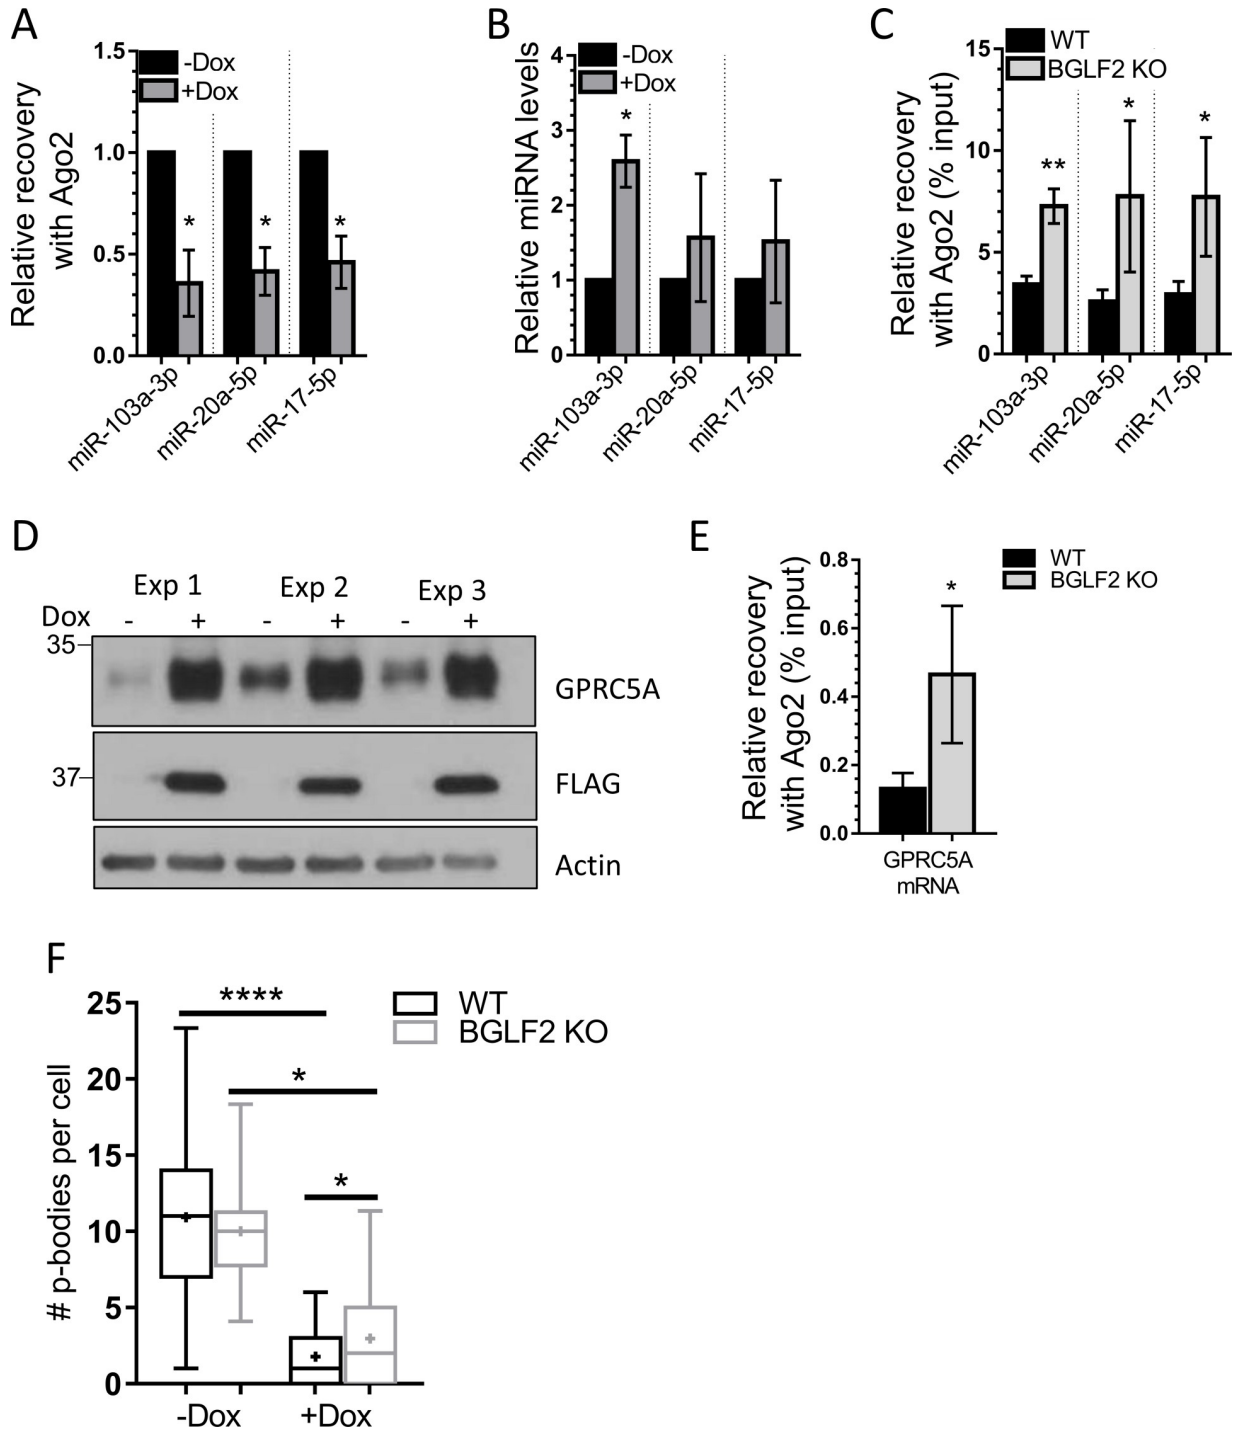 A
Relative recovery
with Ago2
1.5
1.0
0.5
0.0
-Dox
+Dox
*
*
*
miR-103a-3p
miR-20a-5p
miR-17-5p
B
Relative miRNA levels
4
3
2
1
0
-Dox
+Dox
*
miR-103a-3p
miR-20a-5p
miR-17-5p
C
Relative recovery
with Ago2 (% input)
15
10
5
0
WT
BGLF2 KO
**
*
*
miR-103a-3p
miR-20a-5p
miR-17-5p
D
Exp 1 Exp 2 Exp 3
Dox - + - + - +
35
GPRC5A
37
FLAG
Actin
E
Relative recovery
with Ago2 (% input)
0.8
0.6
0.4
0.2
0.0
*
WT
BGLF2 KO
GPRC5A
mRNA
F
# p-bodies per cell
25
20
15
10
5
0
****
*
*
WT
BGLF2 KO
-Dox
+Dox